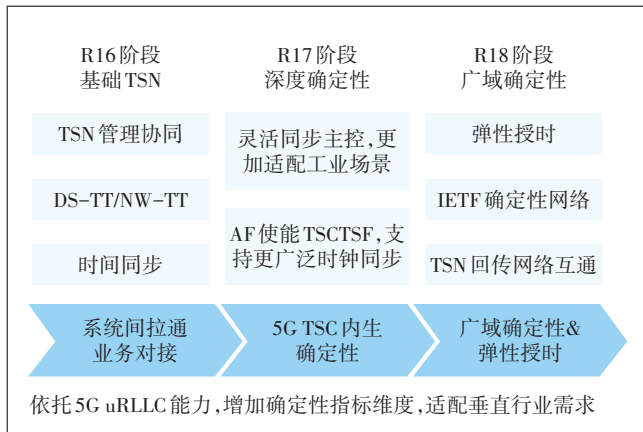 R16阶段
基础TSN
TSN管理协同
DS-TT/NW-TT
时间同步
系统间拉通
业务对接
R17阶段
深度确定性
灵活同步主控,更
加适配工业场景
AF使能TSCTSF,支
持更广泛时钟同步
5G TSC内生
确定性
R18阶段
广域确定性
弹性授时
IETF确定性网络
TSN回传网络互通
广域确定性&
弹性授时
依托5G uRLLC能力,增加确定性指标维度,适配垂直行业需求